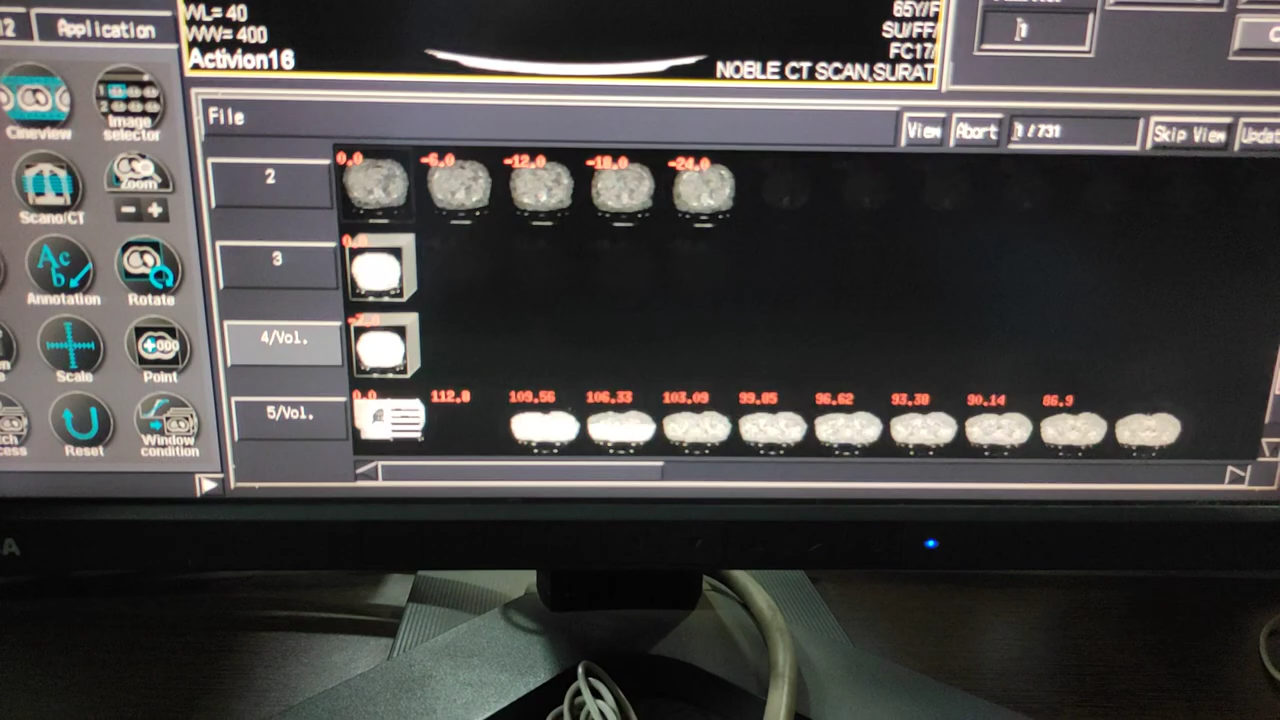 WL= 40
WW= 400
Activion16
65Y/F
SU/FF/
FC17/
NOBLE CT SCAN,SURAT
12
Application
Cineview
Image
selector
Scano/CT
Zoom
Annotation
Rotate
Scale
Point
Reset
Window
condition
File
View
Abort
1 /731
Skip View
2
0.0
-6.0
-12.0
-18.0
-24.0
3
0.0
4/Vol.
5/Vol.
0.0
112.8
109.56
106.33
103.09
99.85
96.62
93.38
90.14
86.9